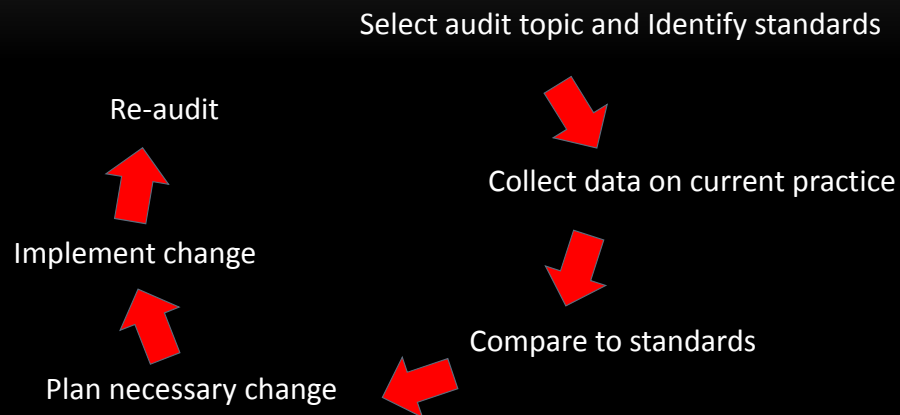 Select audit topic and Identify standards
Collect data on current practice
Compare to standards
Plan necessary change
Implement change
Re-audit